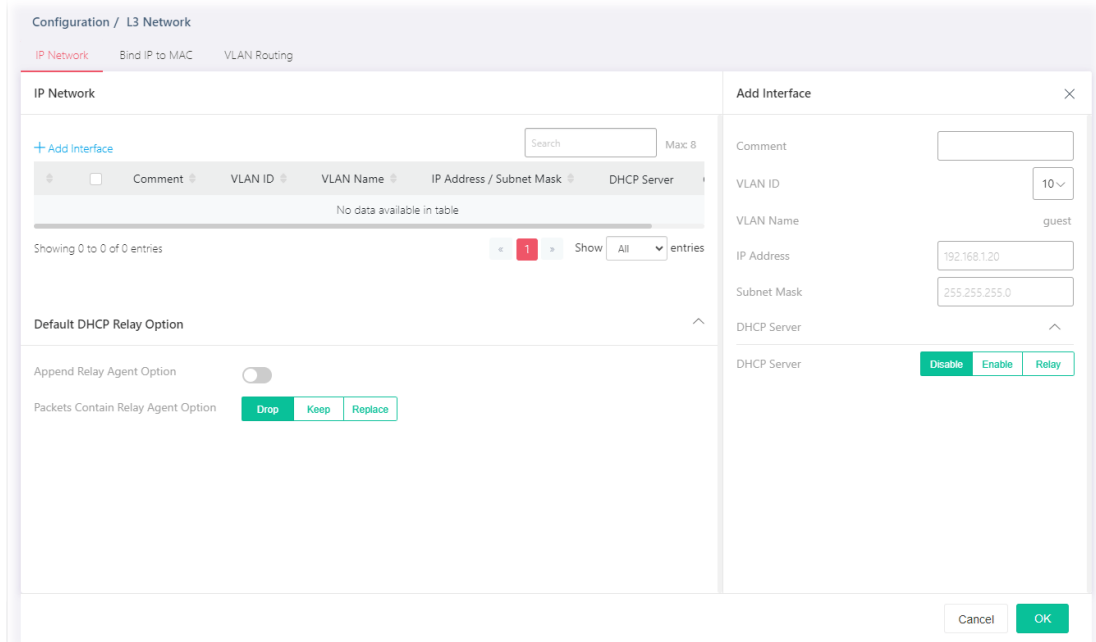 Configuration / L3 Network
IP Network Bind IP to MAC VLAN Routing
IP Network
+ Add Interface Search Max: 8
Comment VLAN ID VLAN Name IP Address / Subnet Mask DHCP Server
No data available in table
Showing 0 to 0 of 0 entries « 1 » Show All entries
Default DHCP Relay Option
Append Relay Agent Option
Packets Contain Relay Agent Option Drop Keep Replace
Add Interface
Comment
VLAN ID 10
VLAN Name guest
IP Address 192.168.1.20
Subnet Mask 255.255.255.0
DHCP Server
DHCP Server Disable Enable Relay
Cancel OK